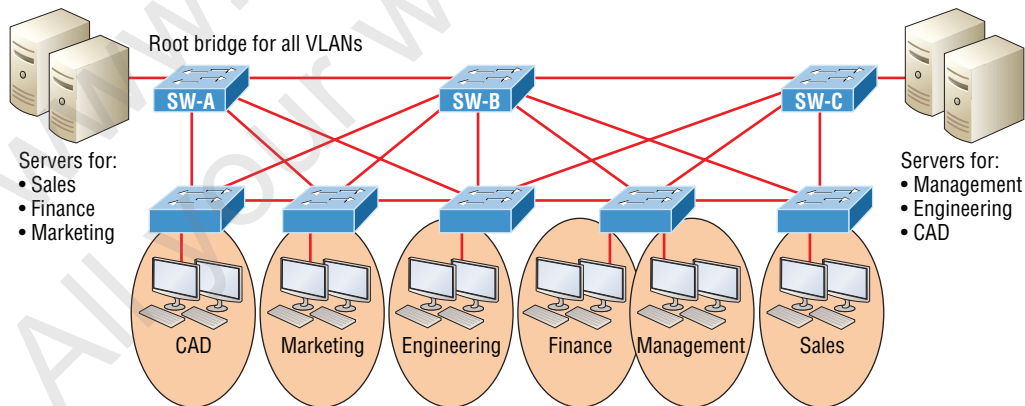 Root bridge for all VLANs
SW-A
SW-B
SW-C
Servers for:
• Sales
• Finance
• Marketing
Servers for:
• Management
• Engineering
• CAD
CAD
Marketing
Engineering
Finance
Management
Sales